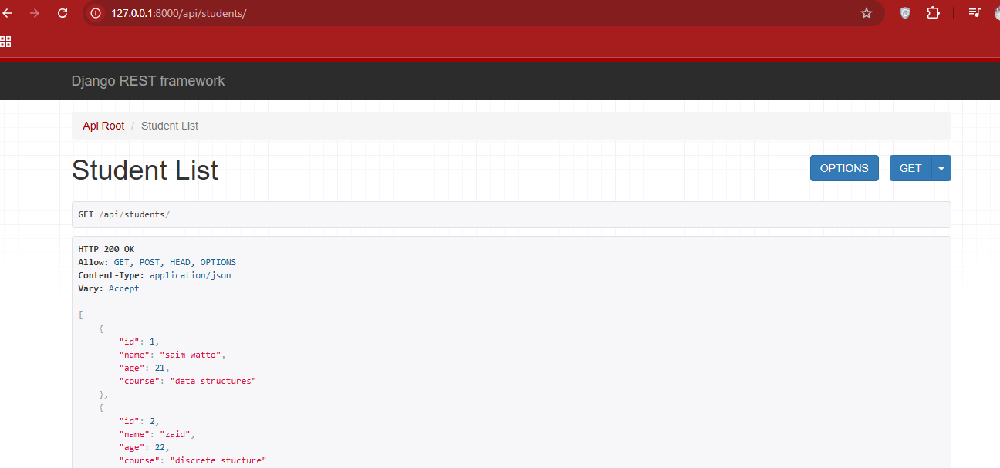 127.0.0.1:8000/api/students/
Django REST framework
Api Root / Student List
Student List
OPTIONS GET
GET /api/students/
HTTP 200 OK
Allow: GET, POST, HEAD, OPTIONS
Content-Type: application/json
Vary: Accept
[
    {
        "id": 1,
        "name": "saim watto",
        "age": 21,
        "course": "data structures"
    },
    {
        "id": 2,
        "name": "zaid",
        "age": 22,
        "course": "discrete stucture"